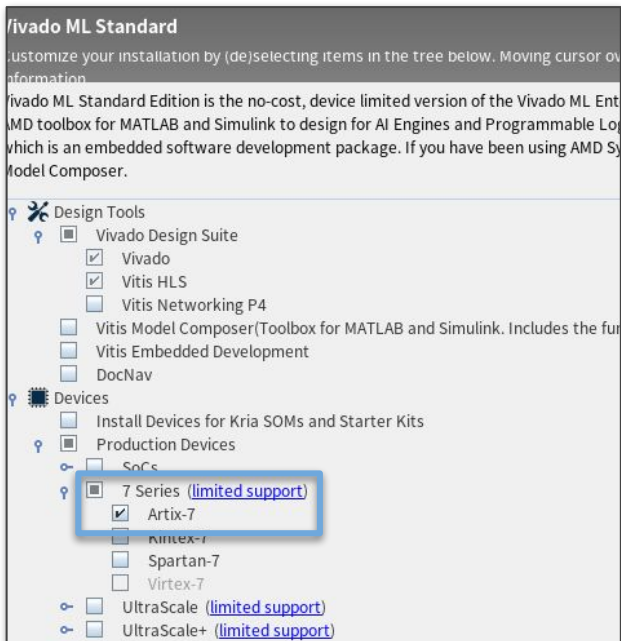 Vivado ML Standard
Customize your installation by (de)selecting items in the tree below. Moving cursor ov
nformation
Vivado ML Standard Edition is the no-cost, device limited version of the Vivado ML Ent
AMD toolbox for MATLAB and Simulink to design for AI Engines and Programmable Log
which is an embedded software development package. If you have been using AMD Sy
Model Composer.
Design Tools
Vivado Design Suite
Vivado
Vitis HLS
Vitis Networking P4
Vitis Model Composer(Toolbox for MATLAB and Simulink. Includes the fur
Vitis Embedded Development
DocNav
Devices
Install Devices for Kria SOMs and Starter Kits
Production Devices
SoCs
7 Series (limited support)
Artix-7
Kintex-7
Spartan-7
Virtex-7
UltraScale (limited support)
UltraScale+ (limited support)